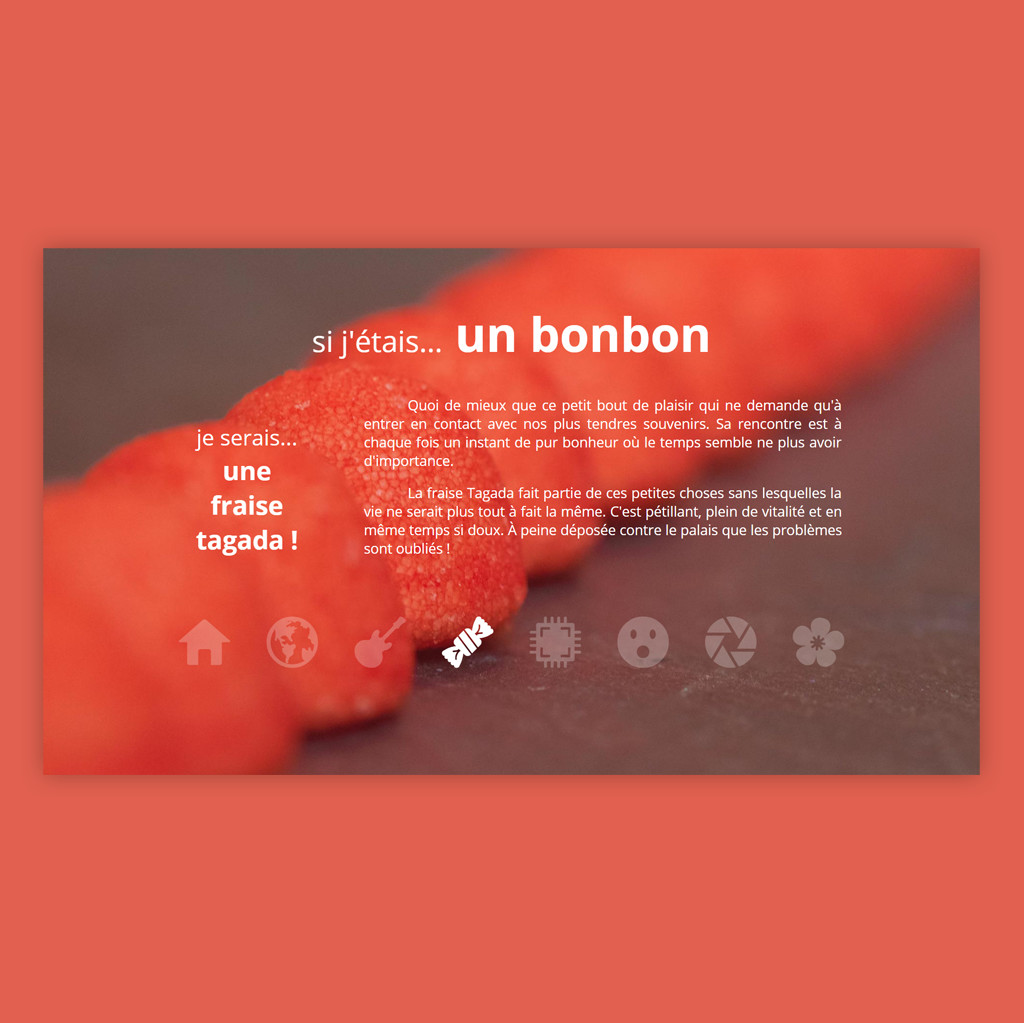 si j'étais... un bonbon
je serais...
une
fraise
tagada !
Quoi de mieux que ce petit bout de plaisir qui ne demande qu'à
entrer en contact avec nos plus tendres souvenirs. Sa rencontre est à
chaque fois un instant de pur bonheur où le temps semble ne plus avoir
d'importance.
La fraise Tagada fait partie de ces petites choses sans lesquelles la
vie ne serait plus tout à fait la même. C'est pétillant, plein de vitalité et en
même temps si doux. À peine déposée contre le palais que les problèmes
sont oubliés !